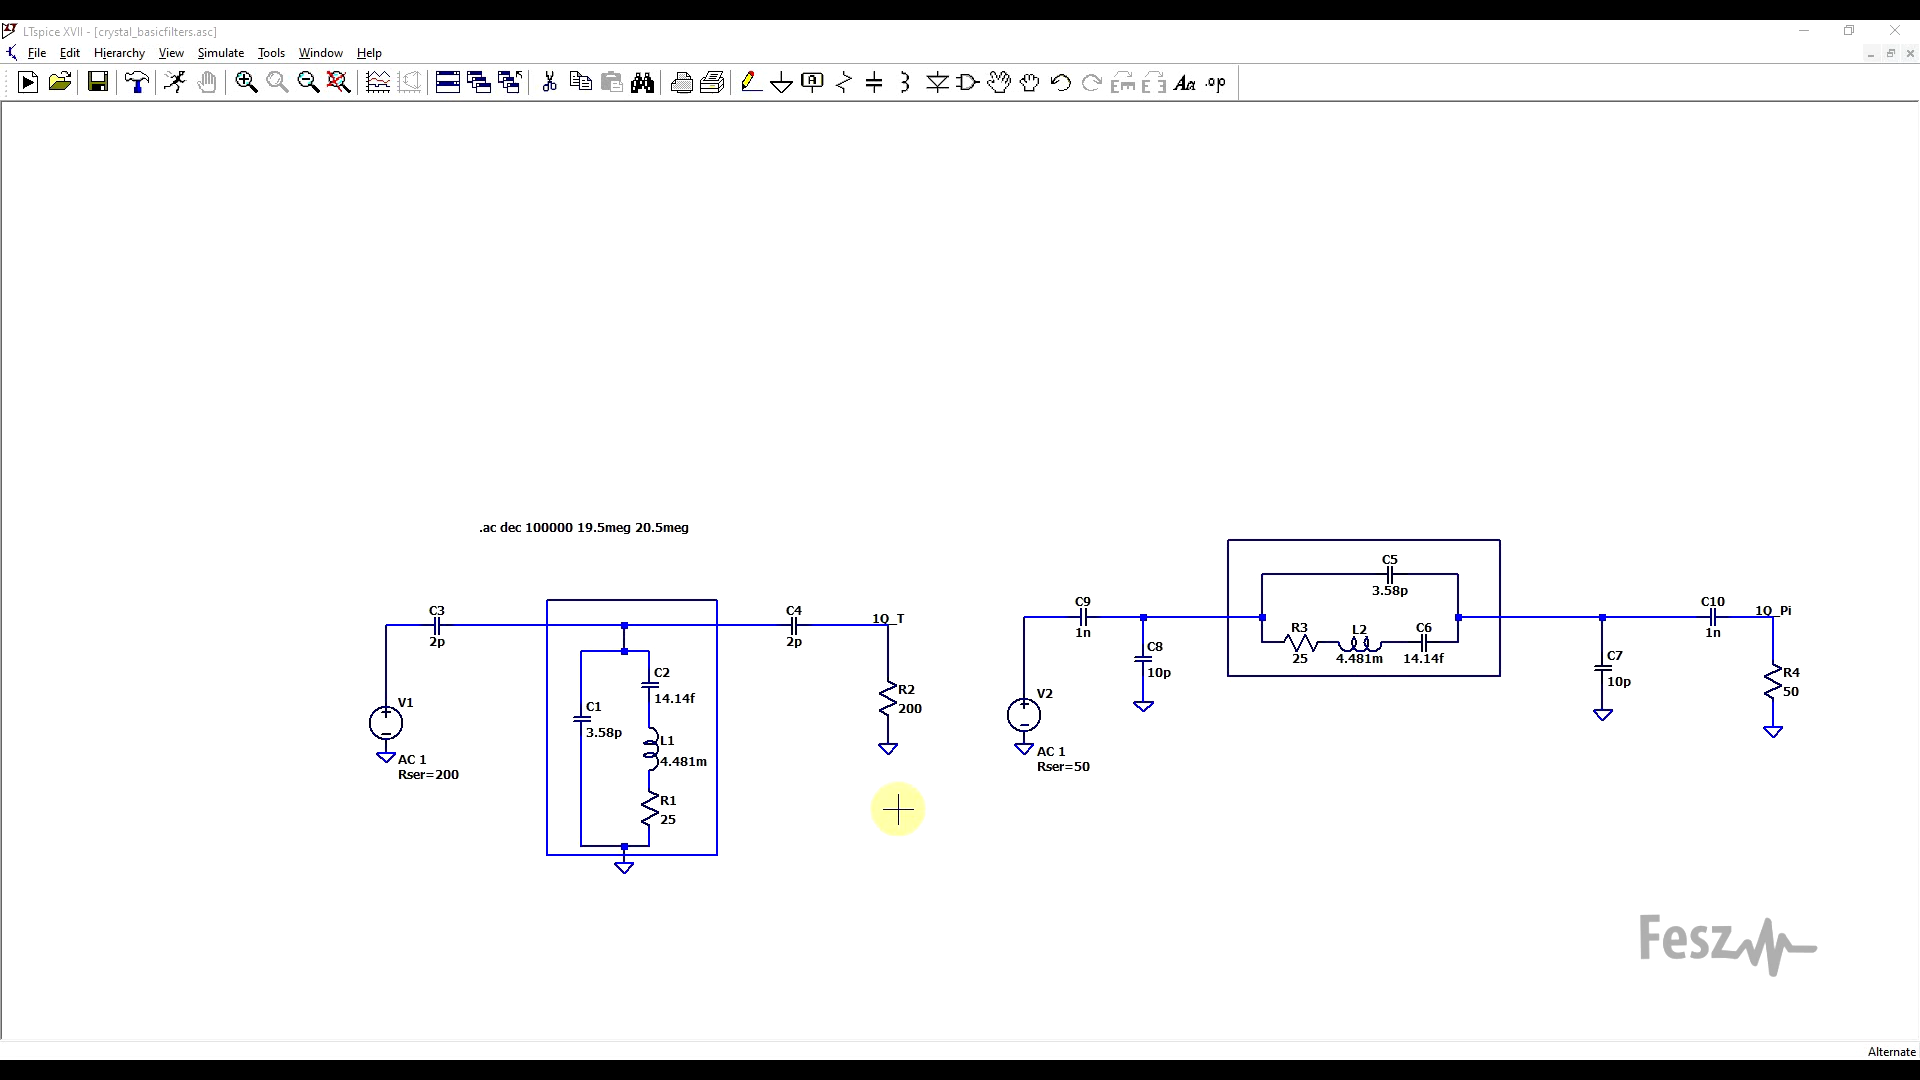 LTspice XVII - [crystal_basicfilters.asc]
File Edit Hierarchy View Simulate Tools Window Help
.ac dec 100000 19.5meg 20.5meg
C3
2p
C4
2p
1Q_T
V1
AC 1
Rser=200
C1
3.58p
C2
14.14f
L1
4.481m
R1
25
R2
200
C9
1n
C8
10p
V2
AC 1
Rser=50
C5
3.58p
R3
25
L2
4.481m
C6
14.14f
C7
10p
C10
1n
1Q_Pi
R4
50
Fesz
Alternate